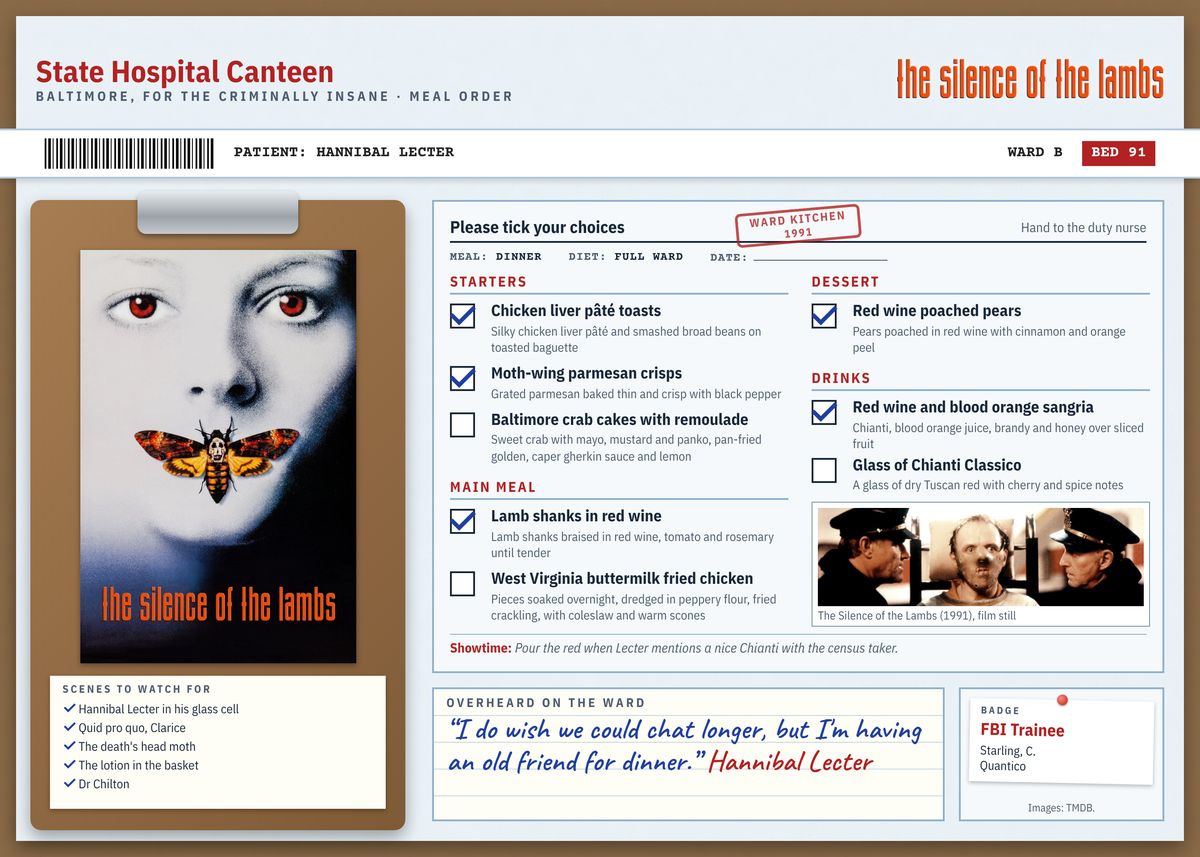 State Hospital Canteen
BALTIMORE, FOR THE CRIMINALLY INSANE · MEAL ORDER
the silence of the lambs
PATIENT: HANNIBAL LECTER
WARD B
BED 91
the silence of the lambs
SCENES TO WATCH FOR
Hannibal Lecter in his glass cell
Quid pro quo, Clarice
The death's head moth
The lotion in the basket
Dr Chilton
Please tick your choices
WARD KITCHEN
1991
Hand to the duty nurse
MEAL: DINNER
DIET: FULL WARD
DATE:
STARTERS
Chicken liver pâté toasts
Silky chicken liver pâté and smashed broad beans on
toasted baguette
Moth-wing parmesan crisps
Grated parmesan baked thin and crisp with black pepper
Baltimore crab cakes with remoulade
Sweet crab with mayo, mustard and panko, pan-fried
golden, caper gherkin sauce and lemon
MAIN MEAL
Lamb shanks in red wine
Lamb shanks braised in red wine, tomato and rosemary
until tender
West Virginia buttermilk fried chicken
Pieces soaked overnight, dredged in peppery flour, fried
crackling, with coleslaw and warm scones
DESSERT
Red wine poached pears
Pears poached in red wine with cinnamon and orange
peel
DRINKS
Red wine and blood orange sangria
Chianti, blood orange juice, brandy and honey over sliced
fruit
Glass of Chianti Classico
A glass of dry Tuscan red with cherry and spice notes
The Silence of the Lambs (1991), film still
Showtime: Pour the red when Lecter mentions a nice Chianti with the census taker.
OVERHEARD ON THE WARD
“I do wish we could chat longer, but I'm having
an old friend for dinner.” Hannibal Lecter
BADGE
FBI Trainee
Starling, C.
Quantico
Images: TMDB.